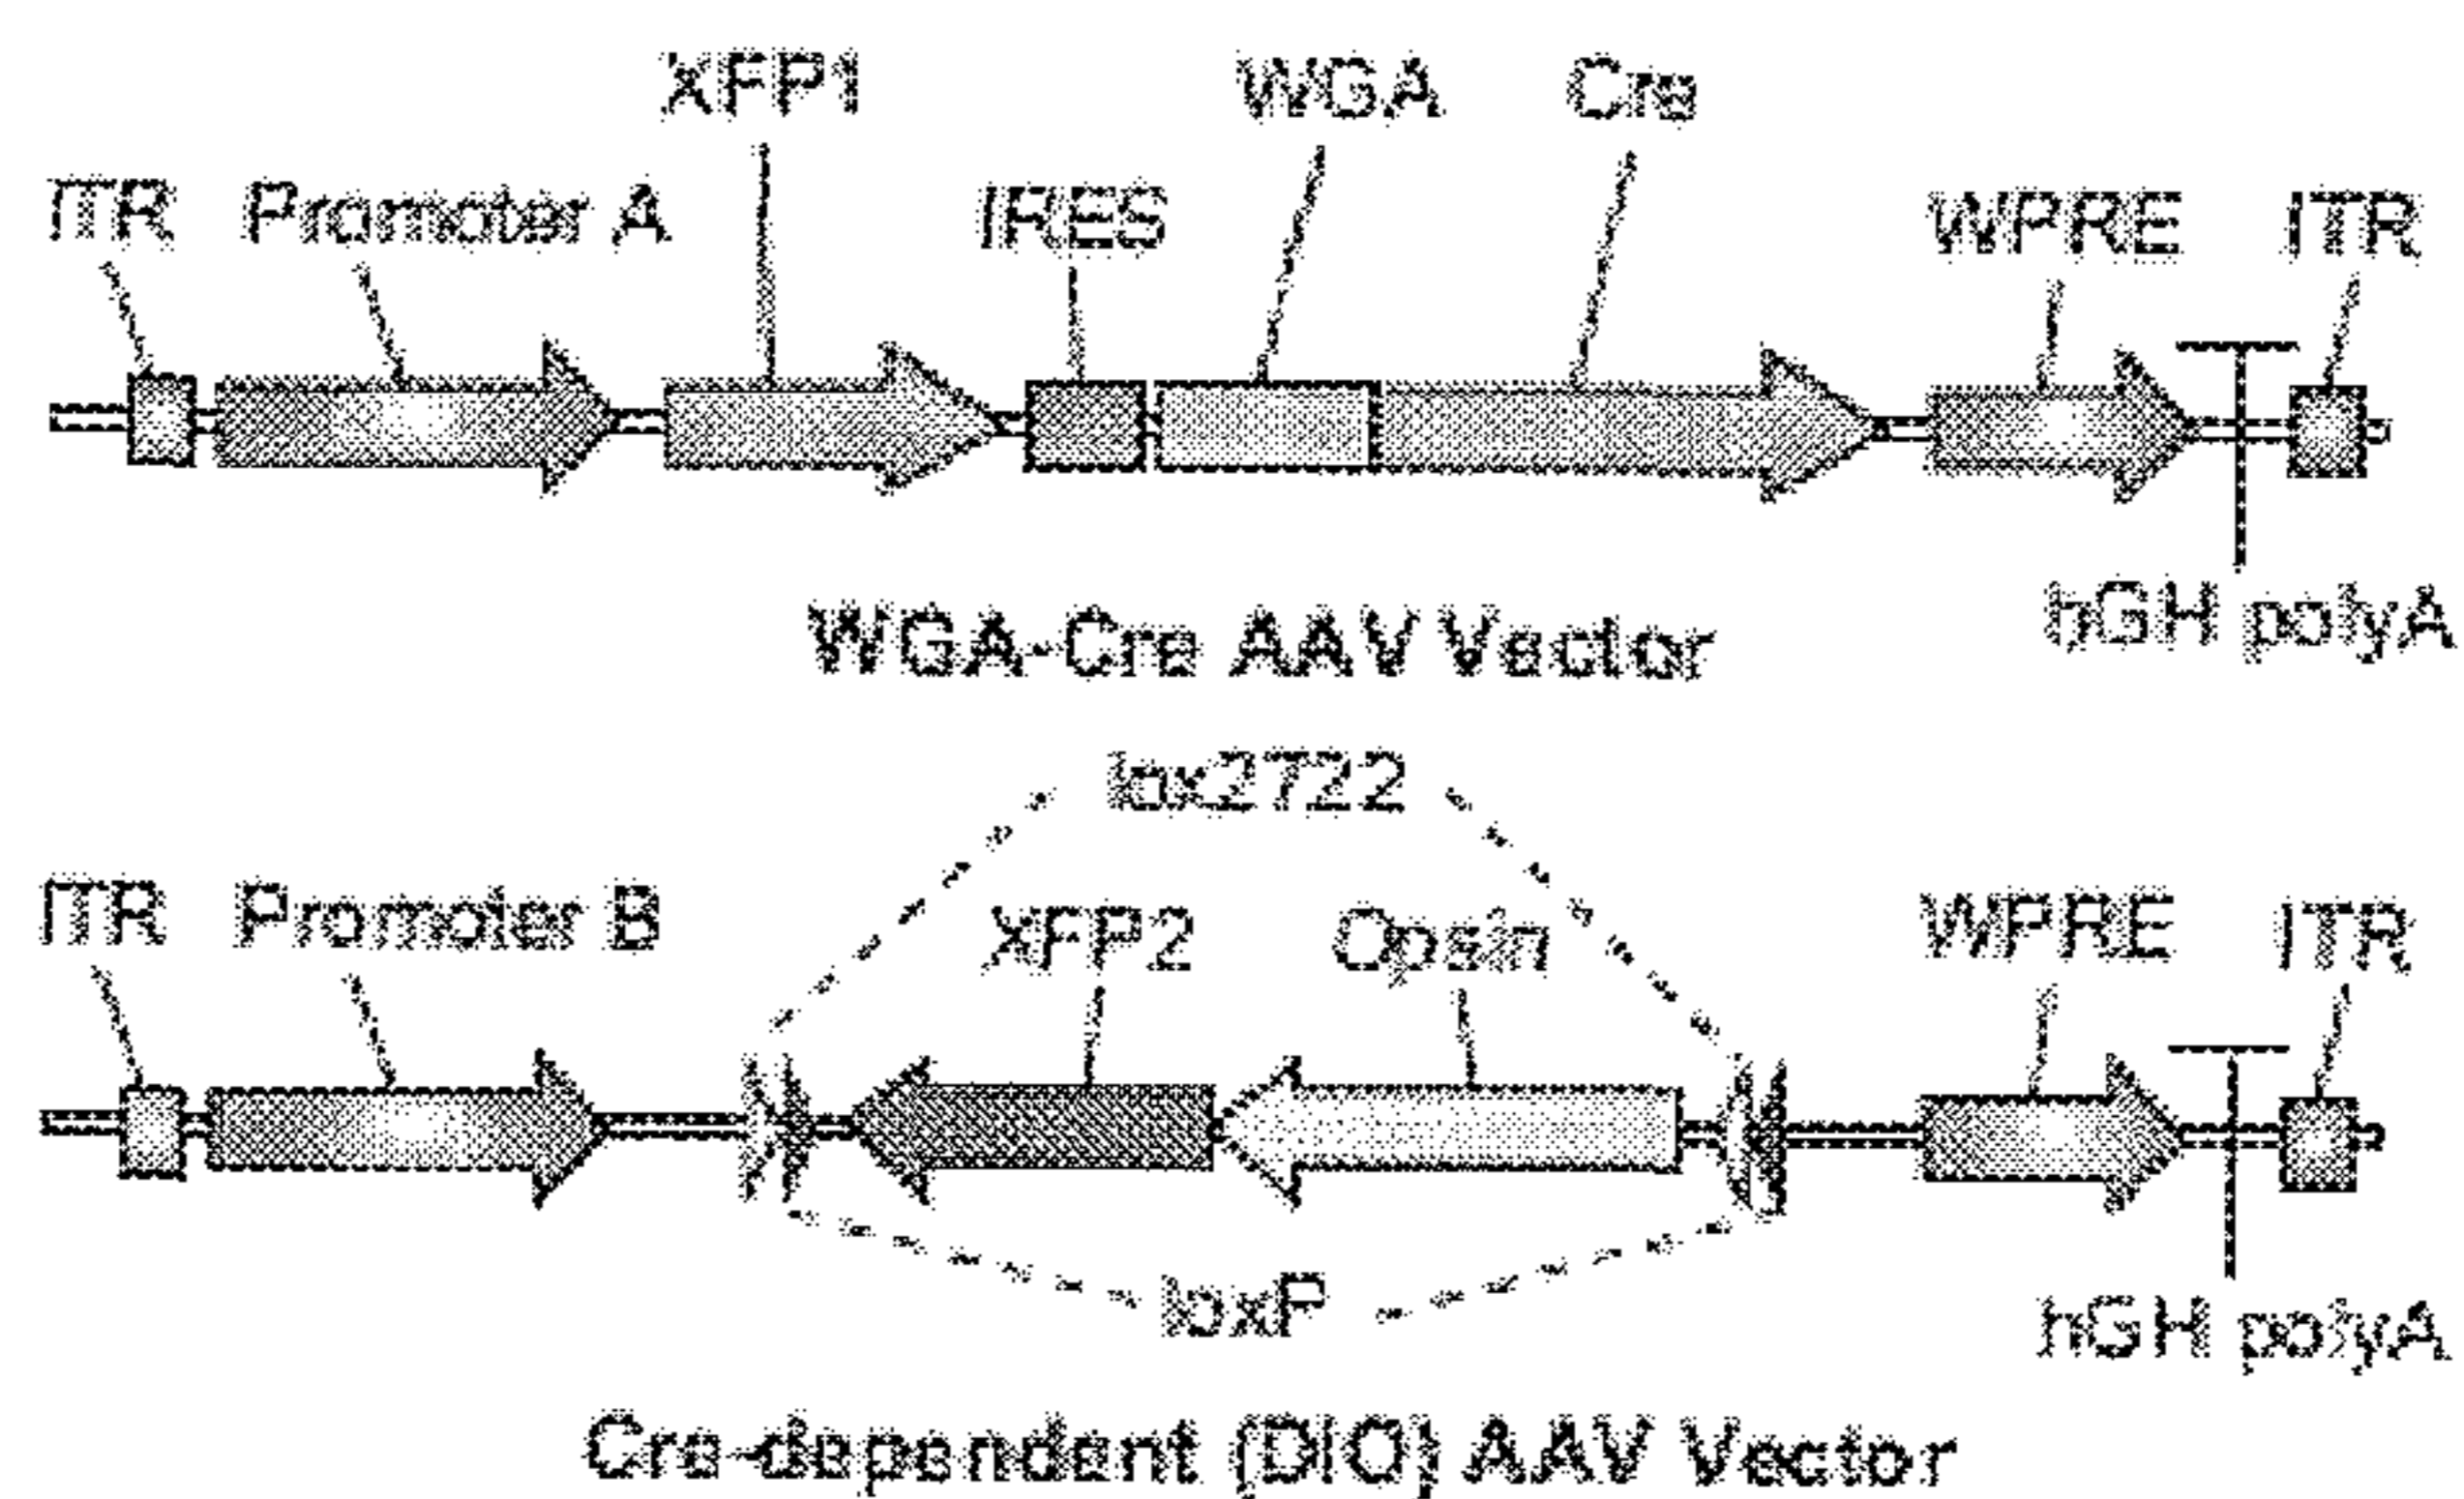 XFP1 WGA Cre
ITR Promoter A IRES WPRE ITR
hGH polyA
WGA-Cre AAV Vector
lox2722
ITR Promoter B XFP2 Opsin WPRE ITR
loxP
hGH polyA
Cre-dependent (DIO) AAV Vector